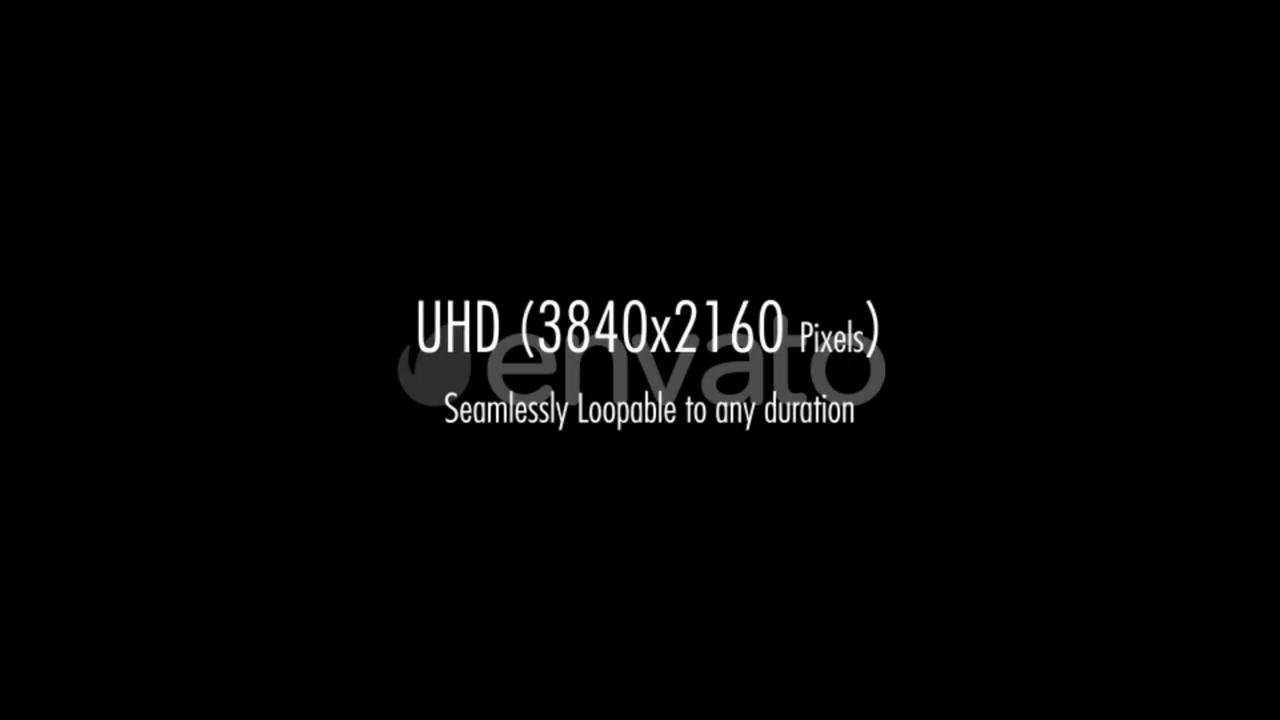 UHD (3840x2160 Pixels)
envato
Seamlessly Loopable to any duration